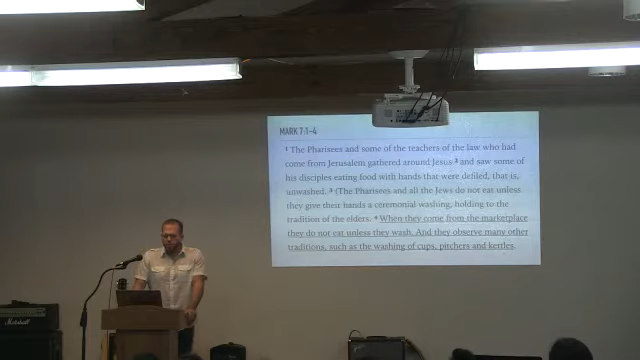 MARK 7:1-4
1 The Pharisees and some of the teachers of the law who had
come from Jerusalem gathered around Jesus 2 and saw some of
his disciples eating food with hands that were defiled, that is,
unwashed. 3 (The Pharisees and all the Jews do not eat unless
they give their hands a ceremonial washing, holding to the
tradition of the elders. 4 When they come from the marketplace
they do not eat unless they wash. And they observe many other
traditions, such as the washing of cups, pitchers and kettles.
Marshall